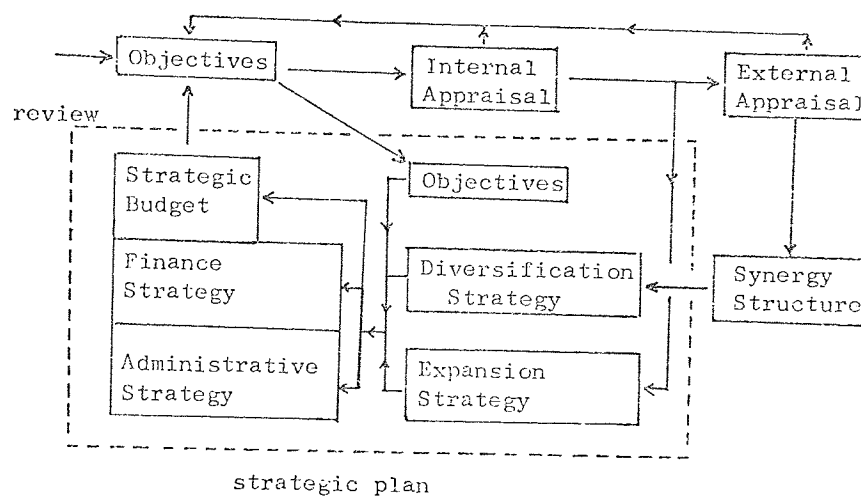 Objectives
Internal
Appraisal
External
Appraisal
review
Strategic
Budget
Objectives
Finance
Strategy
Diversification
Strategy
Synergy
Structure
Administrative
Strategy
Expansion
Strategy
strategic plan